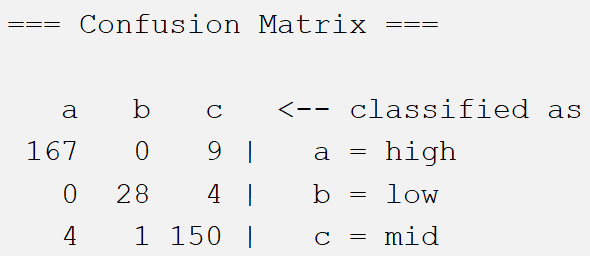 === Confusion Matrix ===
a b c <-- classified as
167 0 9 | a = high
0 28 4 | b = low
4 1 150 | c = mid